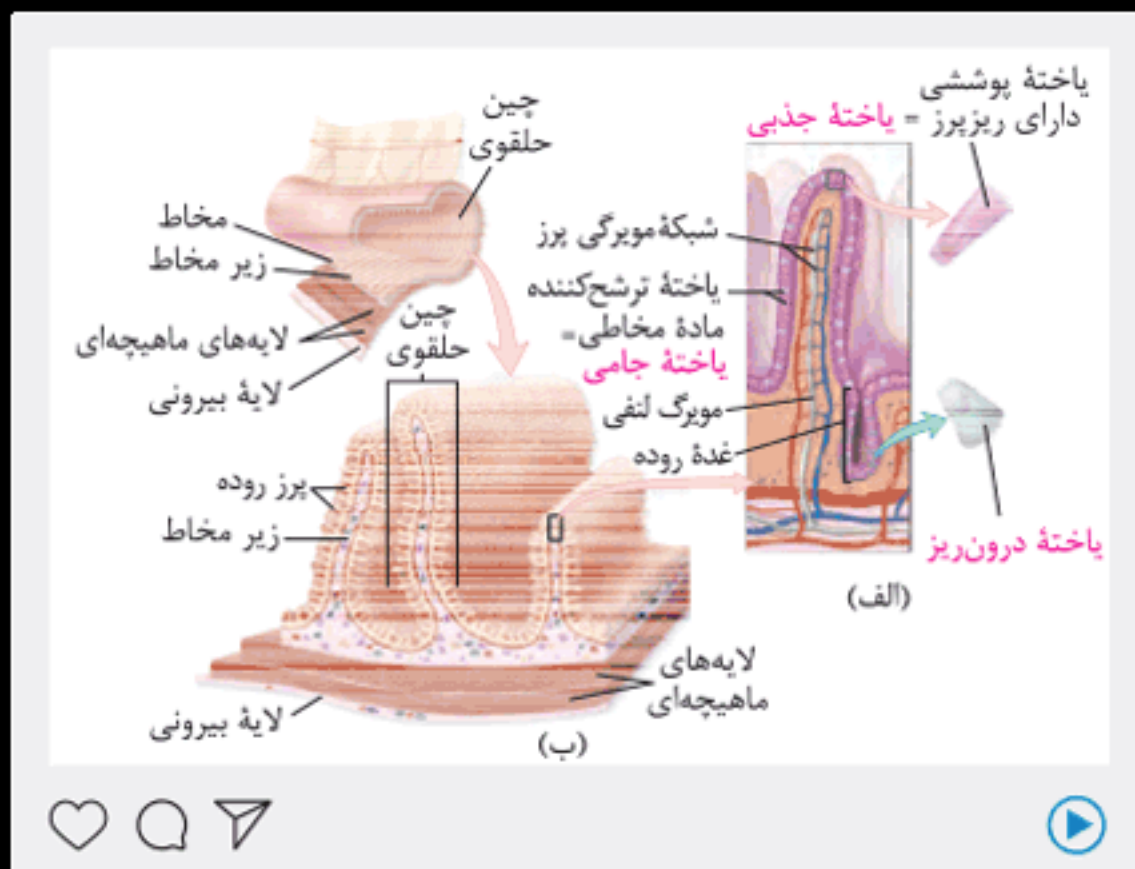 یاختهٔ پوششی
دارای ریزپرز = یاختهٔ جذبی
شبکهٔ مویرگی پرز
یاختهٔ ترشح‌کننده
مادهٔ مخاطی=
یاختهٔ جامی
مویرگ لنفی
غدهٔ روده
یاختهٔ درون‌ریز
(الف)
چین
حلقوی
مخاط
زیر مخاط
لایه‌های ماهیچه‌ای
لایهٔ بیرونی
چین
حلقوی
پرز روده
زیر مخاط
لایه‌های
ماهیچه‌ای
لایهٔ بیرونی
(ب)